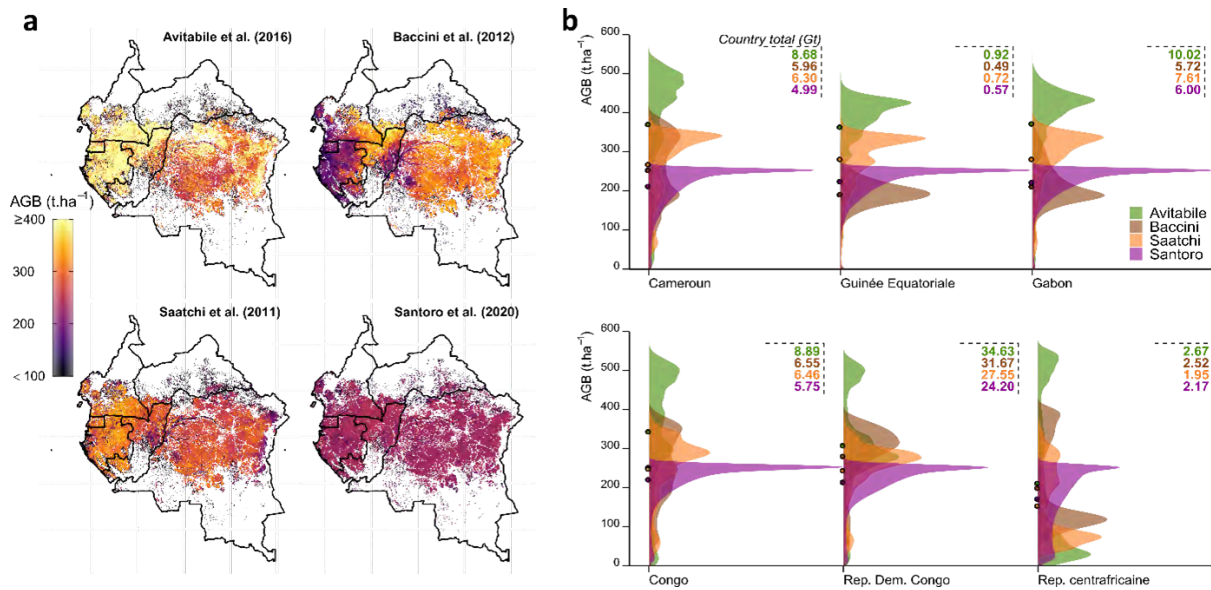 a
Avitabile et al. (2016)
Baccini et al. (2012)
AGB (t.ha⁻¹)
≥400
300
200
< 100
Saatchi et al. (2011)
Santoro et al. (2020)
b
AGB (t.ha⁻¹)
600
500
400
300
200
100
0
Country total (Gt)
8.68
5.96
6.30
4.99
0.92
0.49
0.72
0.57
10.02
5.72
7.61
6.00
Avitabile
Baccini
Saatchi
Santoro
Cameroun
Guinée Equatoriale
Gabon
AGB (t.ha⁻¹)
600
500
400
300
200
100
0
8.89
6.55
6.46
5.75
34.63
31.67
27.55
24.20
2.67
2.52
1.95
2.17
Congo
Rep. Dem. Congo
Rep. centrafricaine